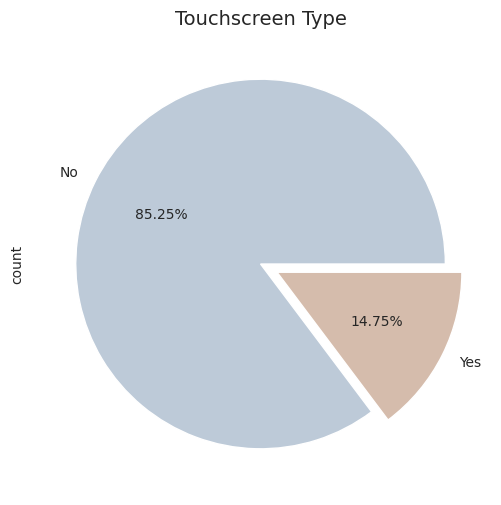 Touchscreen Type
No
85.25%
count
14.75%
Yes